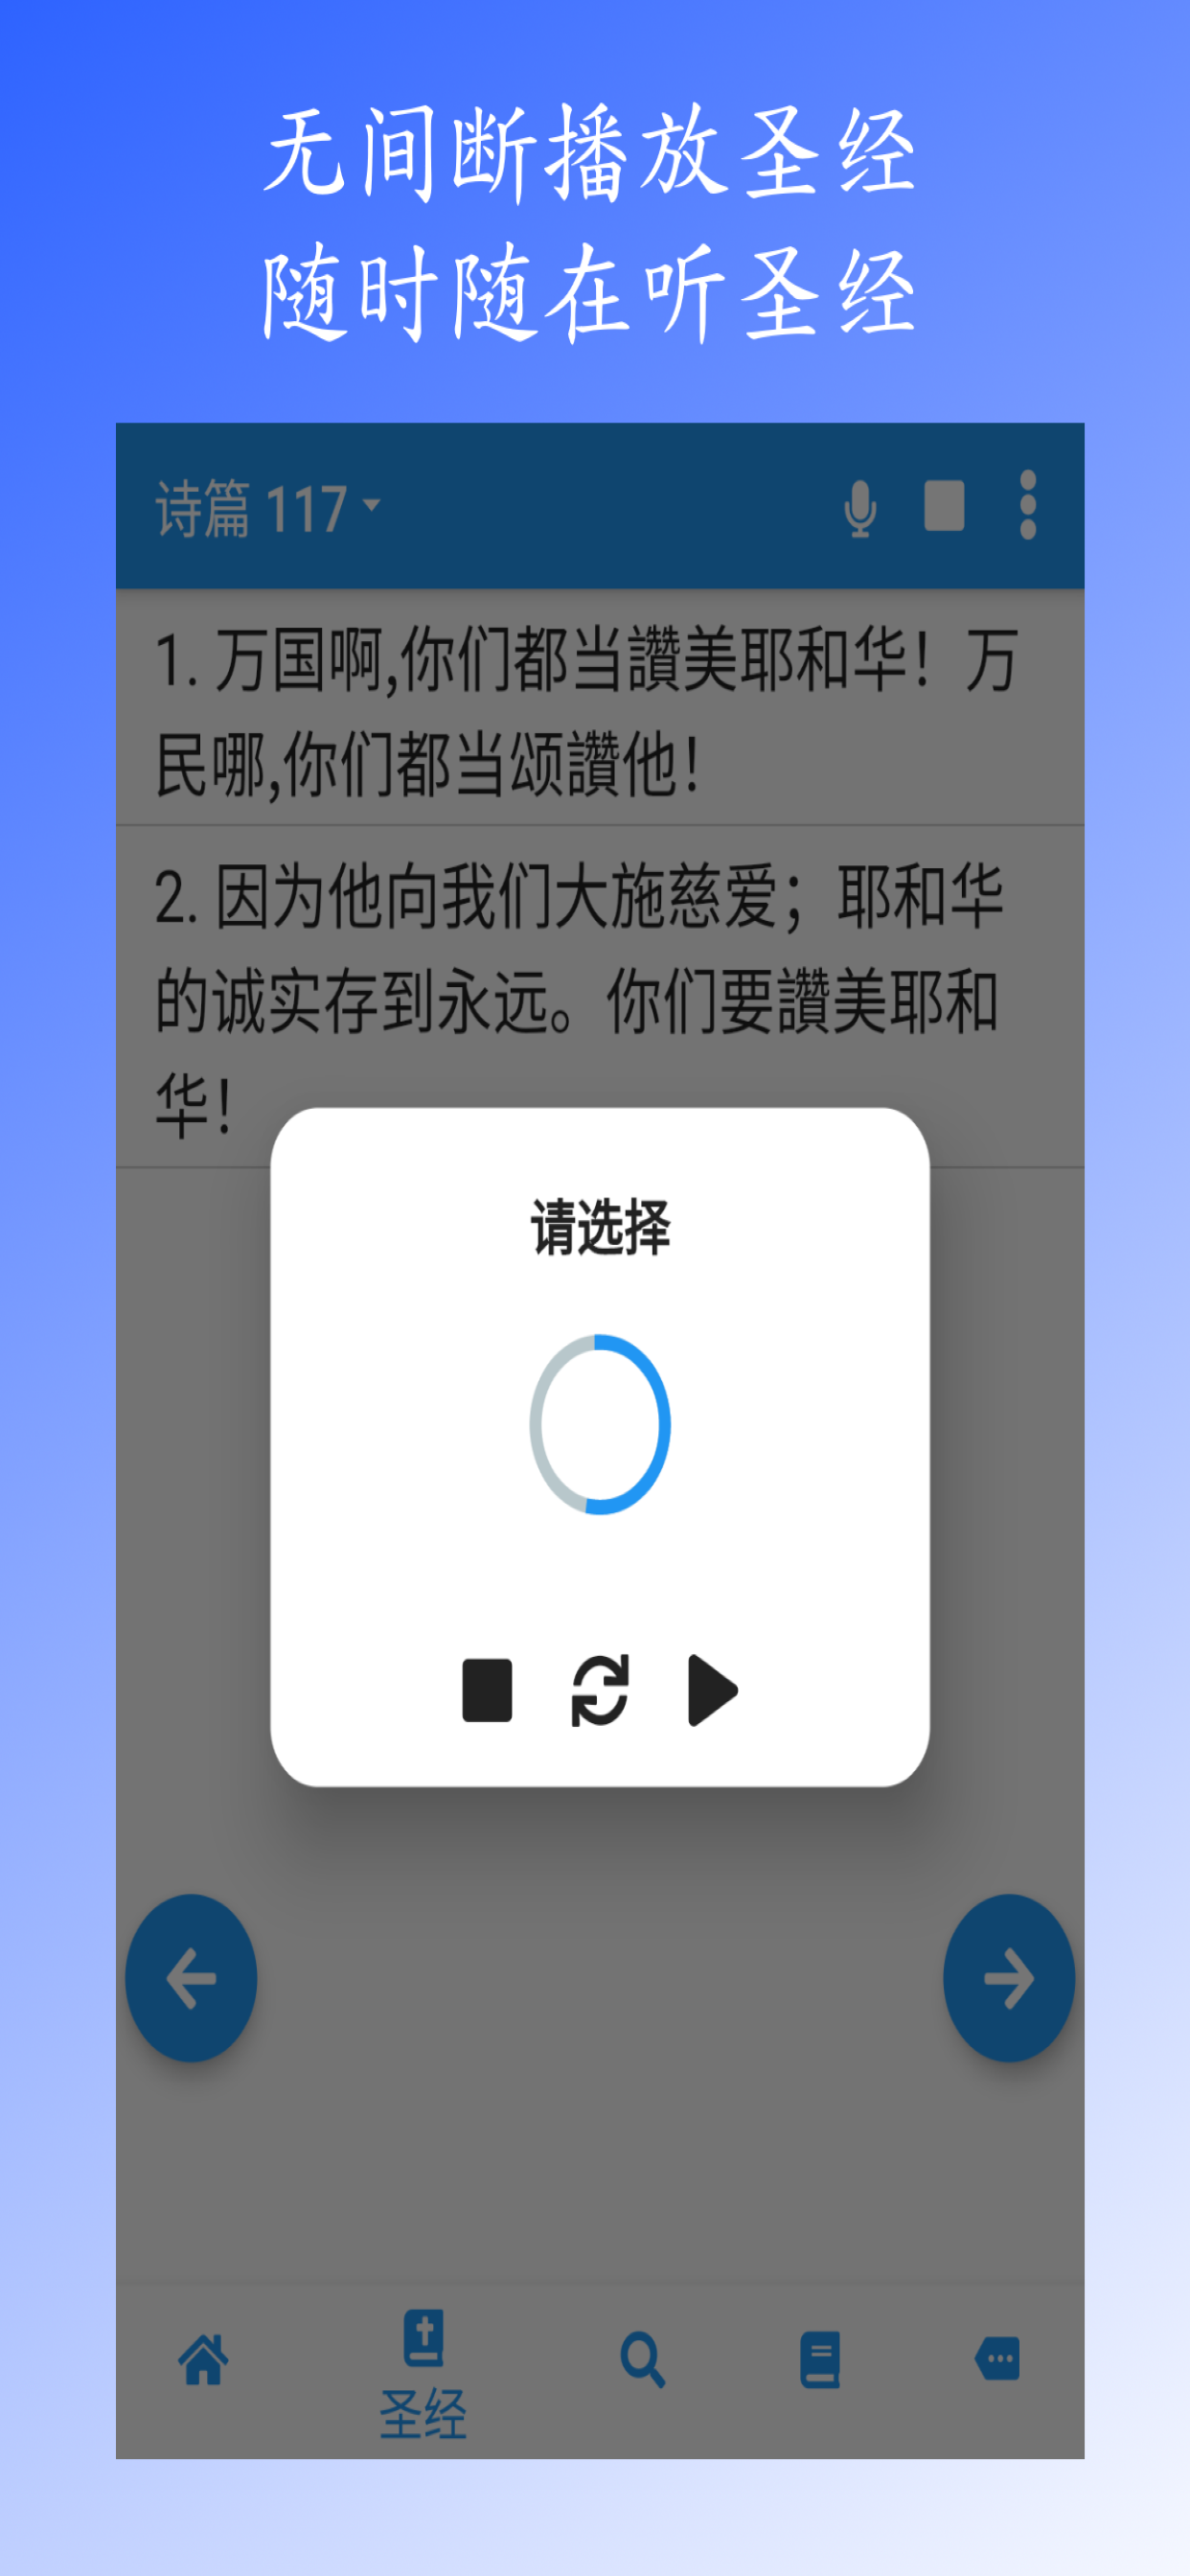 无间断播放圣经
随时随在听圣经
诗篇 117
1. 万国啊,你们都当讚美耶和华！万
民哪,你们都当颂讚他！
2. 因为他向我们大施慈爱；耶和华
的诚实存到永远。你们要讚美耶和
华！
请选择
圣经